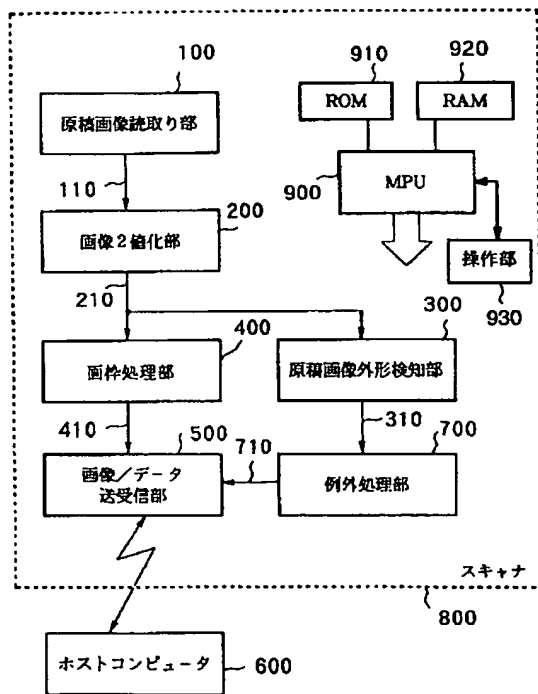 100
原稿画像読取り部
110
画像2値化部
200
210
400
画枠処理部
410
300
原稿画像外形検知部
310
500
画像/データ
送受信部
710
700
例外処理部
910
ROM
920
RAM
900
MPU
操作部
930
スキャナ
800
ホストコンピュータ
600